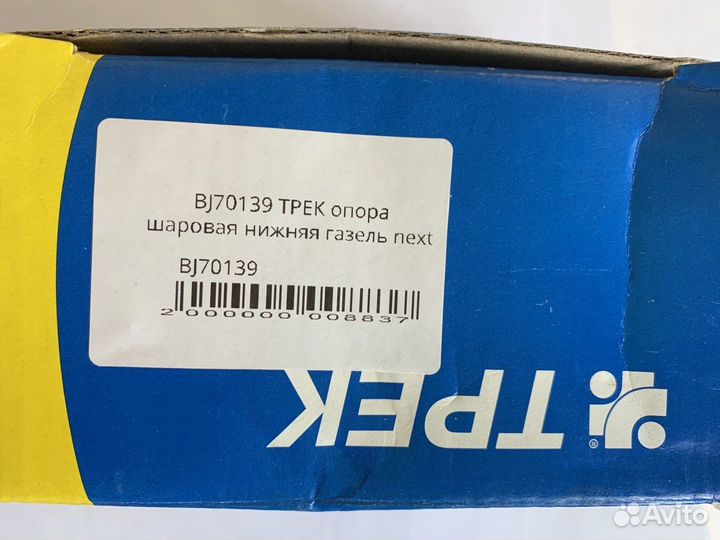 BJ70139 ТРЕК опора
шаровая нижняя газель next
BJ70139
2 000000 008837
ТРЕК
®
Avito